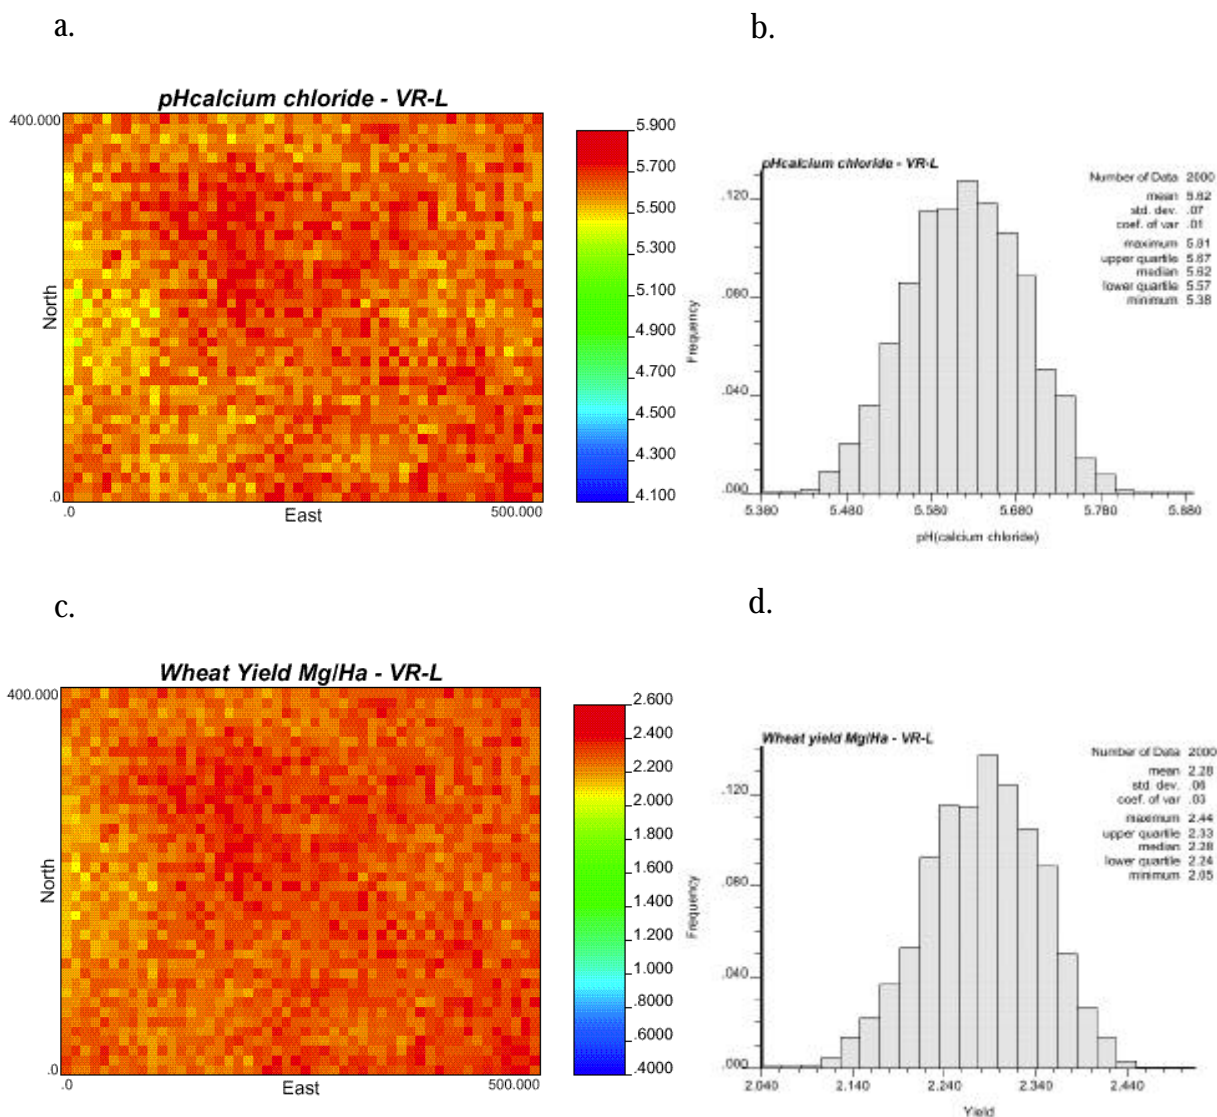 a.
b.
pHcalcium chloride - VR-L
400.000
North
.0
.0
East
500.000
5.900
5.700
5.500
5.300
5.100
4.900
4.700
4.500
4.300
4.100
pHcalcium chloride - VR-L
Number of Data 2000
mean 5.62
std. dev. .07
coef. of var .01
maximum 5.81
upper quartile 5.67
median 5.62
lower quartile 5.57
minimum 5.38
Frequency
.120
.080
.040
.000
5.380
5.480
5.580
5.680
5.780
5.880
pH(calcium chloride)
c.
d.
Wheat Yield Mg/Ha - VR-L
400.000
North
.0
.0
East
500.000
2.600
2.400
2.200
2.000
1.800
1.600
1.400
1.200
1.000
.8000
.6000
.4000
Wheat yield Mg/Ha - VR-L
Number of Data 2000
mean 2.28
std. dev. .06
coef. of var .03
maximum 2.44
upper quartile 2.33
median 2.28
lower quartile 2.24
minimum 2.05
Frequency
.120
.080
.040
.000
2.040
2.140
2.240
2.340
2.440
Yield